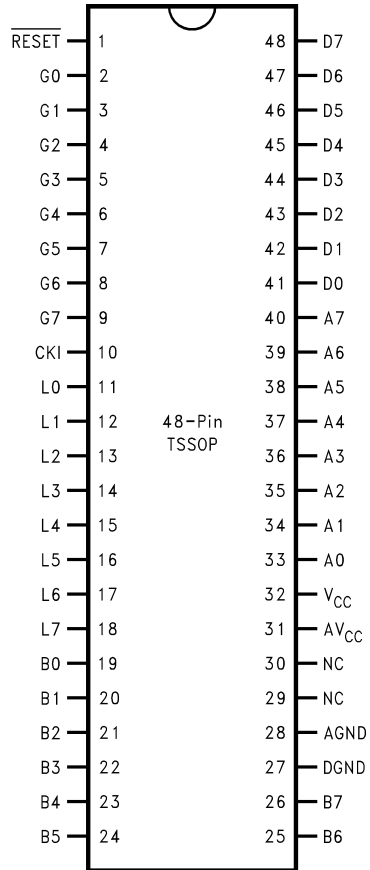 RESET 1 48 D7
G0 2 47 D6
G1 3 46 D5
G2 4 45 D4
G3 5 44 D3
G4 6 43 D2
G5 7 42 D1
G6 8 41 D0
G7 9 40 A7
CKI 10 39 A6
L0 11 38 A5
L1 12 37 A4
48-Pin
TSSOP
L2 13 36 A3
L3 14 35 A2
L4 15 34 A1
L5 16 33 A0
L6 17 32 VCC
L7 18 31 AVCC
B0 19 30 NC
B1 20 29 NC
B2 21 28 AGND
B3 22 27 DGND
B4 23 26 B7
B5 24 25 B6